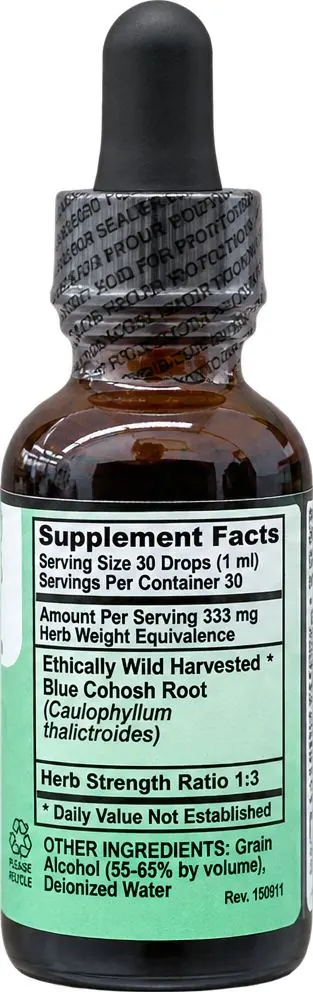 Supplement Facts
Serving Size 30 Drops (1 ml)
Servings Per Container 30
Amount Per Serving 333 mg
Herb Weight Equivalence
Ethically Wild Harvested *
Blue Cohosh Root
(Caulophyllum
thalictroides)
Herb Strength Ratio 1:3
* Daily Value Not Established
OTHER INGREDIENTS: Grain
Alcohol (55-65% by volume),
Deionized Water
Rev. 150911
PLEASE